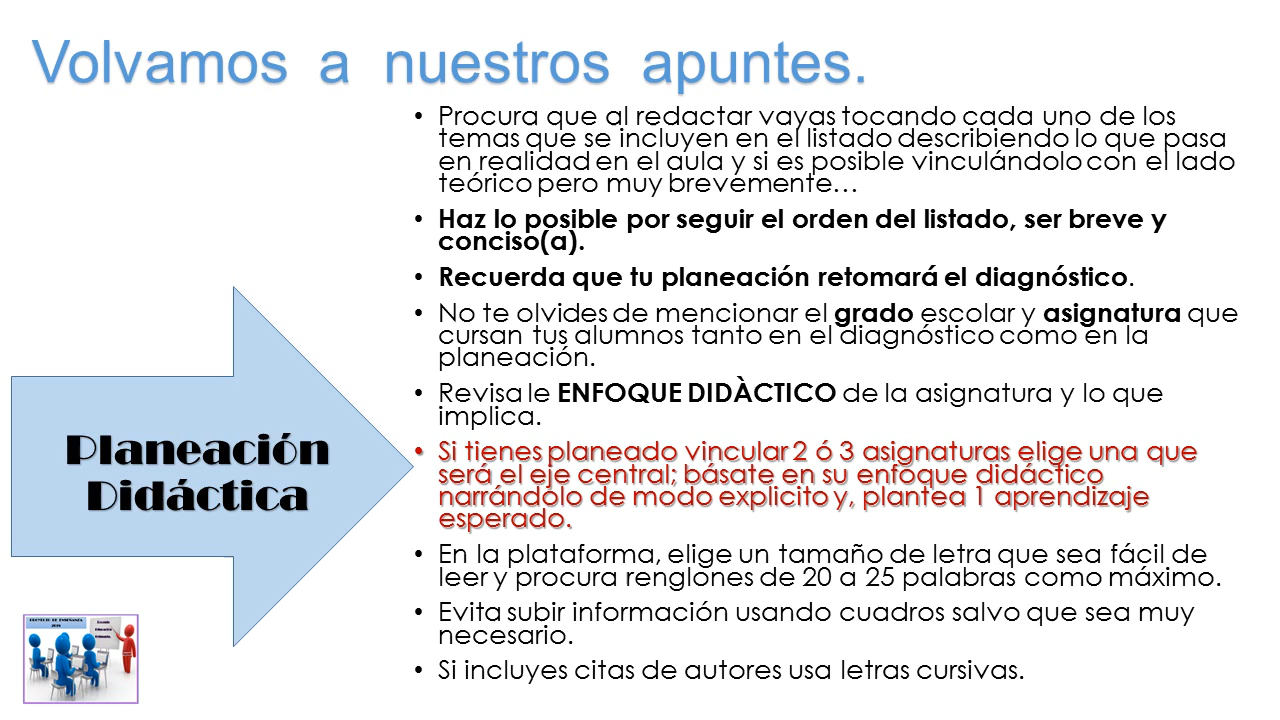 Volvamos a nuestros apuntes.
• Procura que al redactar vayas tocando cada uno de los
temas que se incluyen en el listado describiendo lo que pasa
en realidad en el aula y si es posible vinculándolo con el lado
teórico pero muy brevemente…
• Haz lo posible por seguir el orden del listado, ser breve y
conciso(a).
• Recuerda que tu planeación retomará el diagnóstico.
• No te olvides de mencionar el grado escolar y asignatura que
cursan tus alumnos tanto en el diagnóstico como en la
planeación.
• Revisa le ENFOQUE DIDÀCTICO de la asignatura y lo que
implica.
• Si tienes planeado vincular 2 ó 3 asignaturas elige una que
será el eje central; básate en su enfoque didáctico
narrándolo de modo explicito y, plantea 1 aprendizaje
esperado.
• En la plataforma, elige un tamaño de letra que sea fácil de
leer y procura renglones de 20 a 25 palabras como máximo.
• Evita subir información usando cuadros salvo que sea muy
necesario.
• Si incluyes citas de autores usa letras cursivas.
Planeación
Didáctica
PROYECTO DE ENSEÑANZA